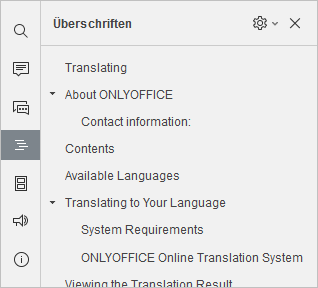 Überschriften
Translating
About ONLYOFFICE
Contact information:
Contents
Available Languages
Translating to Your Language
System Requirements
ONLYOFFICE Online Translation System
Viewing the Translation Result